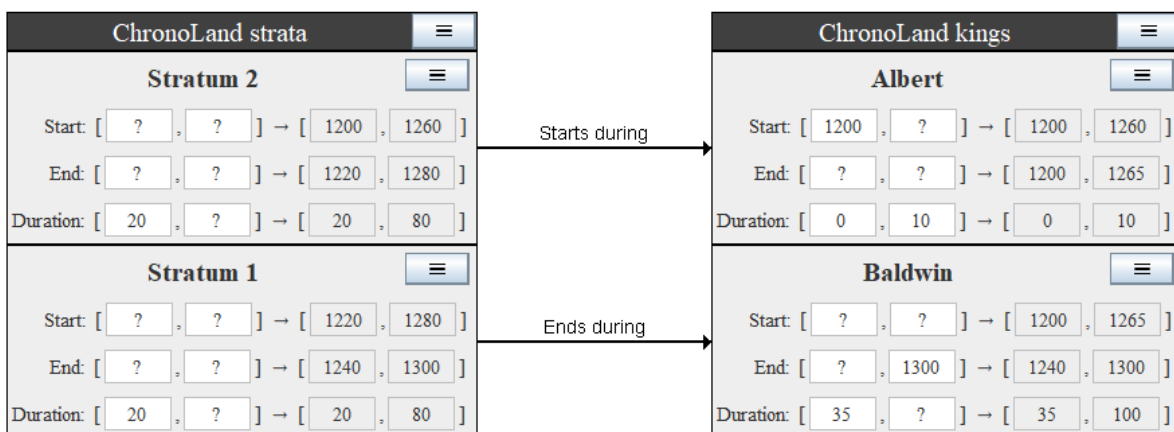 ChronoLand strata ≡
Stratum 2 ≡
Start: [ ? , ? ] → [ 1200 , 1260 ]
End: [ ? , ? ] → [ 1220 , 1280 ]
Duration: [ 20 , ? ] → [ 20 , 80 ]
Stratum 1 ≡
Start: [ ? , ? ] → [ 1220 , 1280 ]
End: [ ? , ? ] → [ 1240 , 1300 ]
Duration: [ 20 , ? ] → [ 20 , 80 ]
Starts during
Ends during
ChronoLand kings ≡
Albert ≡
Start: [ 1200 , ? ] → [ 1200 , 1260 ]
End: [ ? , ? ] → [ 1200 , 1265 ]
Duration: [ 0 , 10 ] → [ 0 , 10 ]
Baldwin ≡
Start: [ ? , ? ] → [ 1200 , 1265 ]
End: [ ? , 1300 ] → [ 1240 , 1300 ]
Duration: [ 35 , ? ] → [ 35 , 100 ]